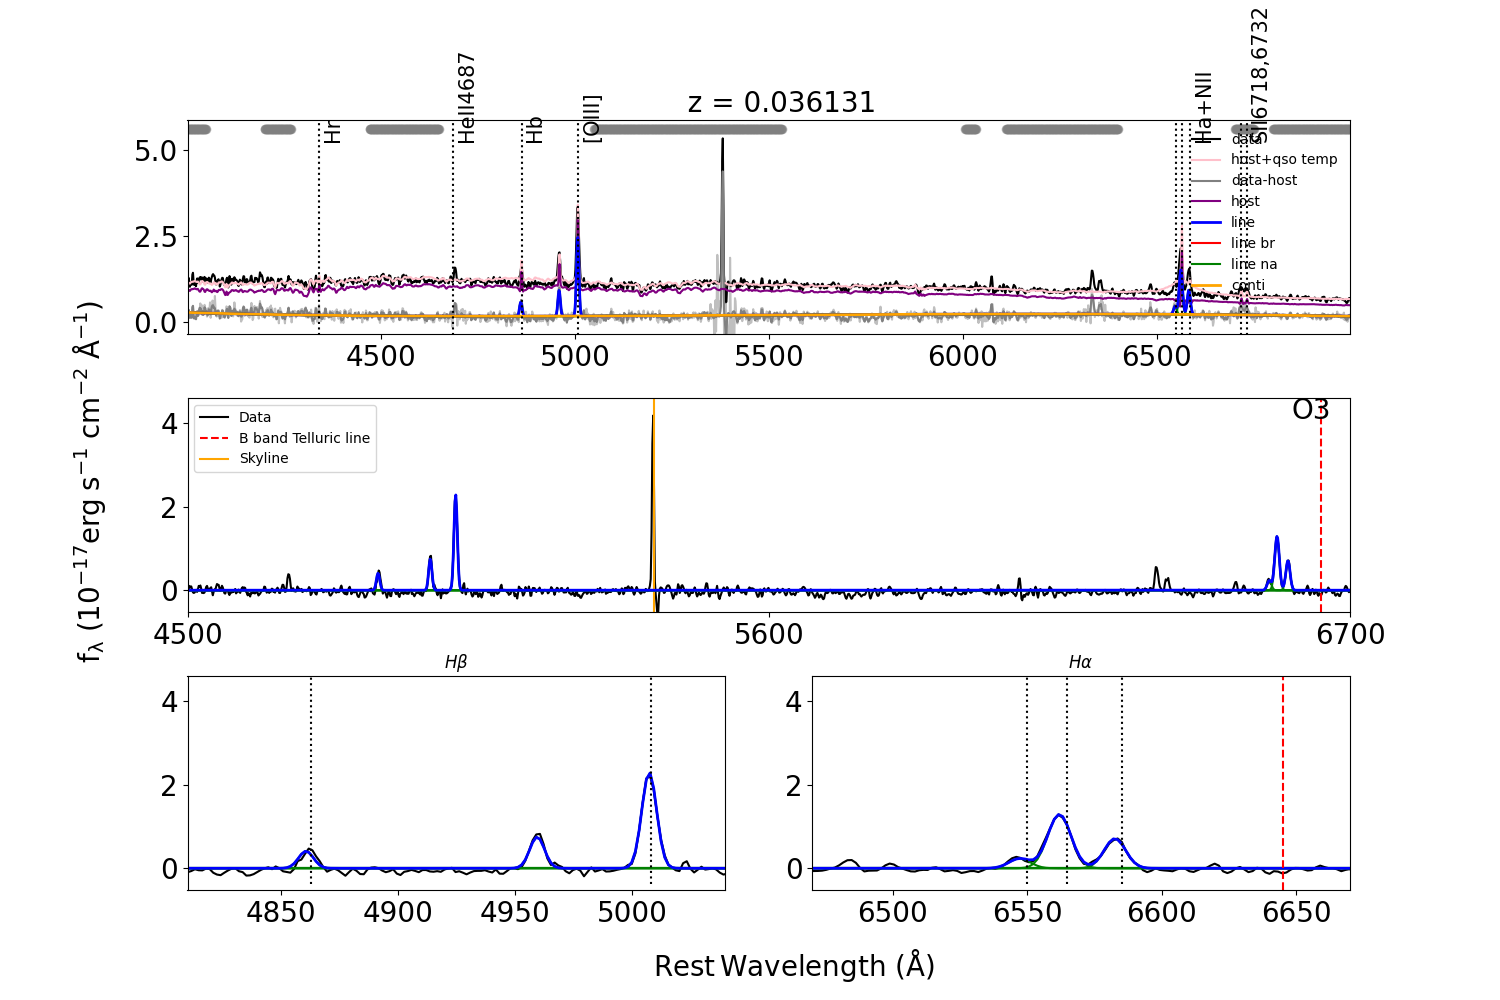 z = 0.036131
Hr
HeII4687
Hb
[OIII]
Ha+NII
SII6718,6732
data
host+qso temp
data-host
host
line
line br
line na
conti
5.0
2.5
0.0
4500
5000
5500
6000
6500
Data
B band Telluric line
Skyline
O3
4
2
0
4500
5600
6700
fλ (10⁻¹⁷erg s⁻¹ cm⁻² Å⁻¹)
Hβ
4
2
0
4850
4900
4950
5000
Hα
4
2
0
6500
6550
6600
6650
Rest Wavelength (Å)